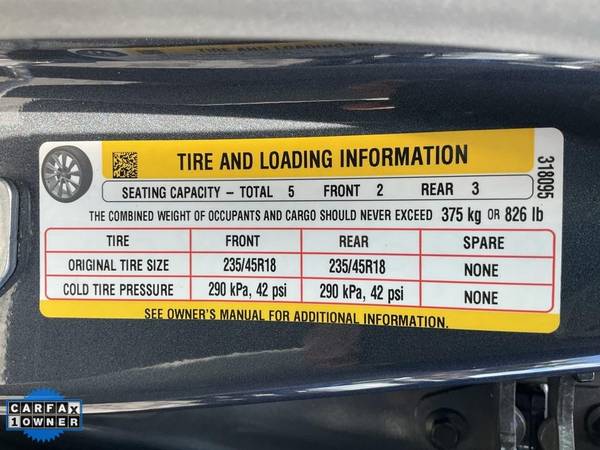 TIRE AND LOADING INFORMATION
318095
SEATING CAPACITY – TOTAL 5 FRONT 2 REAR 3
THE COMBINED WEIGHT OF OCCUPANTS AND CARGO SHOULD NEVER EXCEED 375 kg OR 826 lb
TIRE FRONT REAR SPARE
ORIGINAL TIRE SIZE 235/45R18 235/45R18 NONE
COLD TIRE PRESSURE 290 kPa, 42 psi 290 kPa, 42 psi NONE
SEE OWNER'S MANUAL FOR ADDITIONAL INFORMATION.
CARFAX
1 OWNER